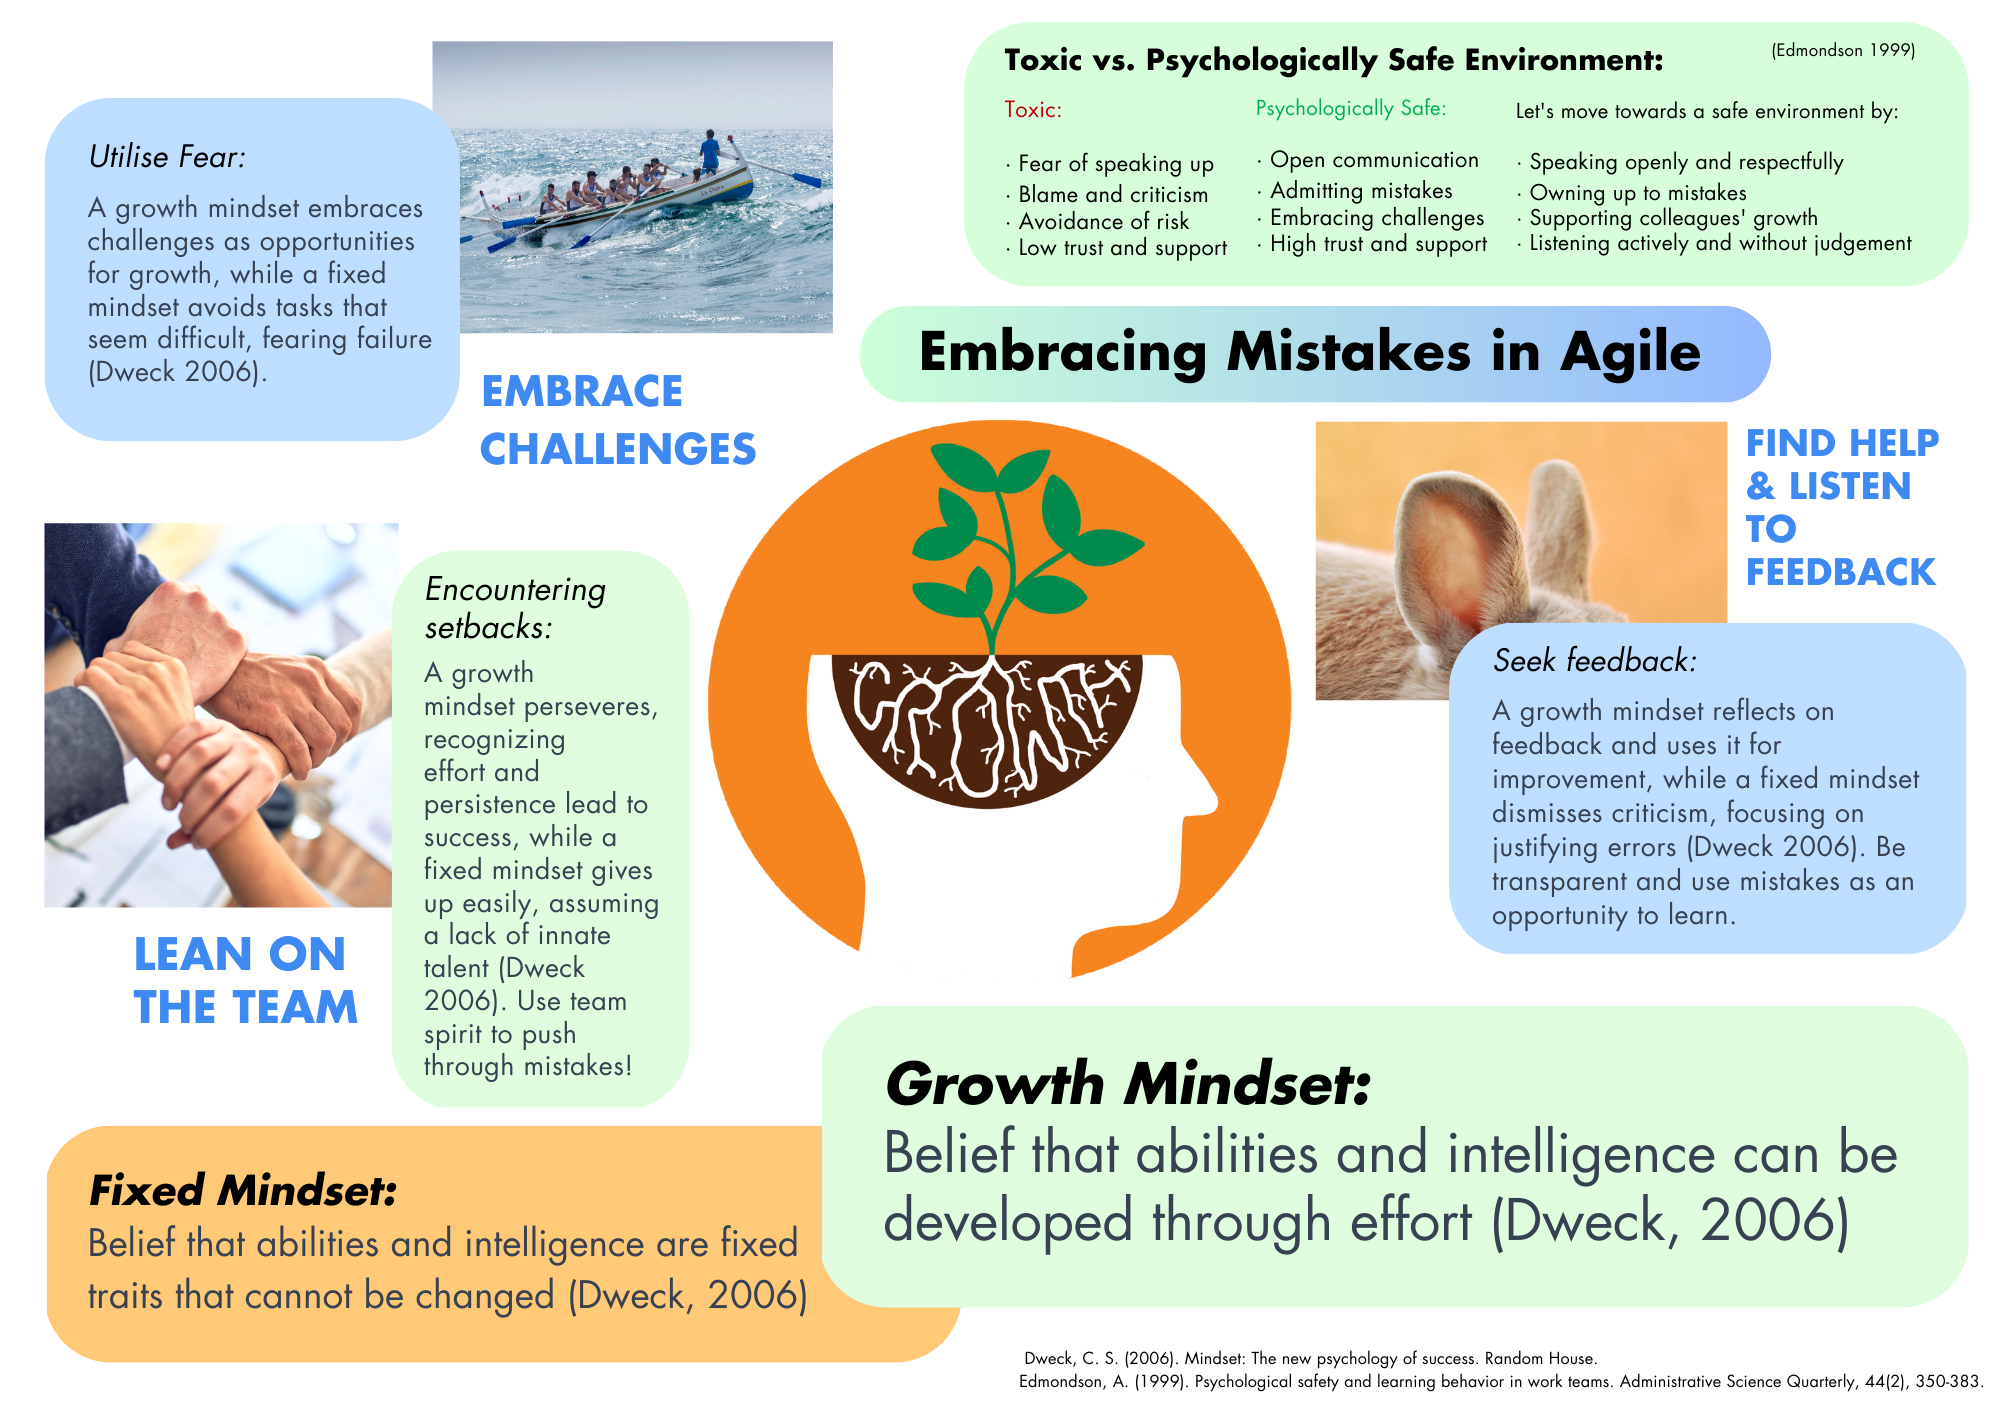 Toxic vs. Psychologically Safe Environment:
(Edmondson 1999)
Toxic:
· Fear of speaking up
· Blame and criticism
· Avoidance of risk
· Low trust and support
Psychologically Safe:
· Open communication
· Admitting mistakes
· Embracing challenges
· High trust and support
Let's move towards a safe environment by:
· Speaking openly and respectfully
· Owning up to mistakes
· Supporting colleagues' growth
· Listening actively and without judgement
Utilise Fear:
A growth mindset embraces
challenges as opportunities
for growth, while a fixed
mindset avoids tasks that
seem difficult, fearing failure
(Dweck 2006).
EMBRACE
CHALLENGES
Embracing Mistakes in Agile
FIND HELP
& LISTEN
TO
FEEDBACK
Encountering
setbacks:
A growth
mindset perseveres,
recognizing
effort and
persistence lead to
success, while a
fixed mindset gives
up easily, assuming
a lack of innate
talent (Dweck
2006). Use team
spirit to push
through mistakes!
GROWTH
Seek feedback:
A growth mindset reflects on
feedback and uses it for
improvement, while a fixed mindset
dismisses criticism, focusing on
justifying errors (Dweck 2006). Be
transparent and use mistakes as an
opportunity to learn.
LEAN ON
THE TEAM
Growth Mindset:
Belief that abilities and intelligence can be
developed through effort (Dweck, 2006)
Fixed Mindset:
Belief that abilities and intelligence are fixed
traits that cannot be changed (Dweck, 2006)
Dweck, C. S. (2006). Mindset: The new psychology of success. Random House.
Edmondson, A. (1999). Psychological safety and learning behavior in work teams. Administrative Science Quarterly, 44(2), 350-383.